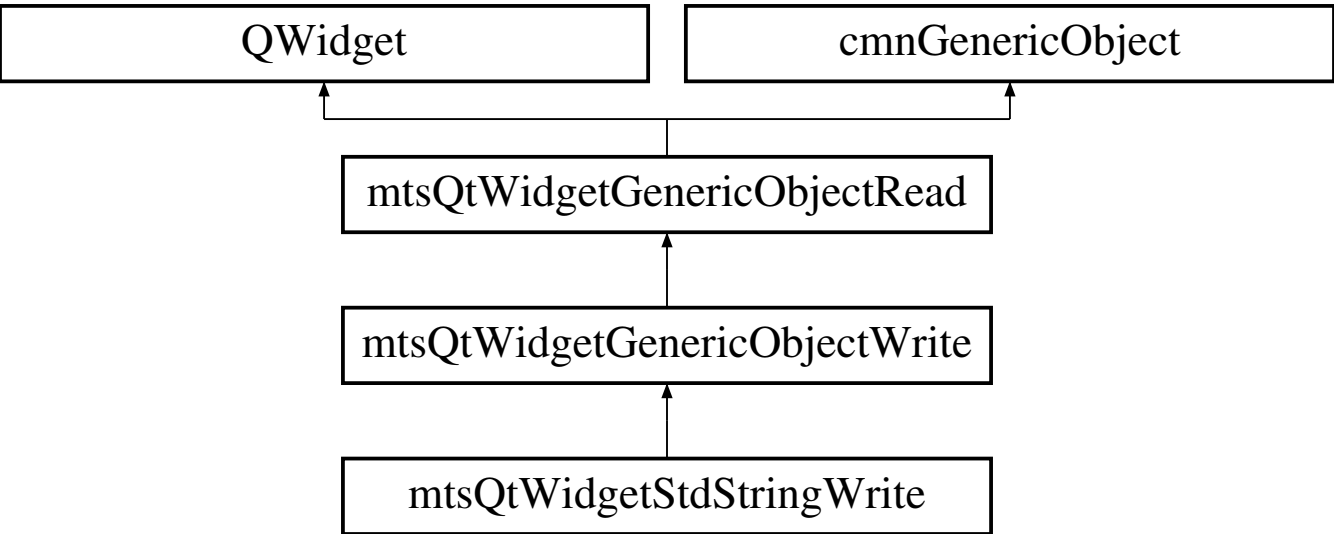 QWidget
cmnGenericObject
mtsQtWidgetGenericObjectRead
mtsQtWidgetGenericObjectWrite
mtsQtWidgetStdStringWrite